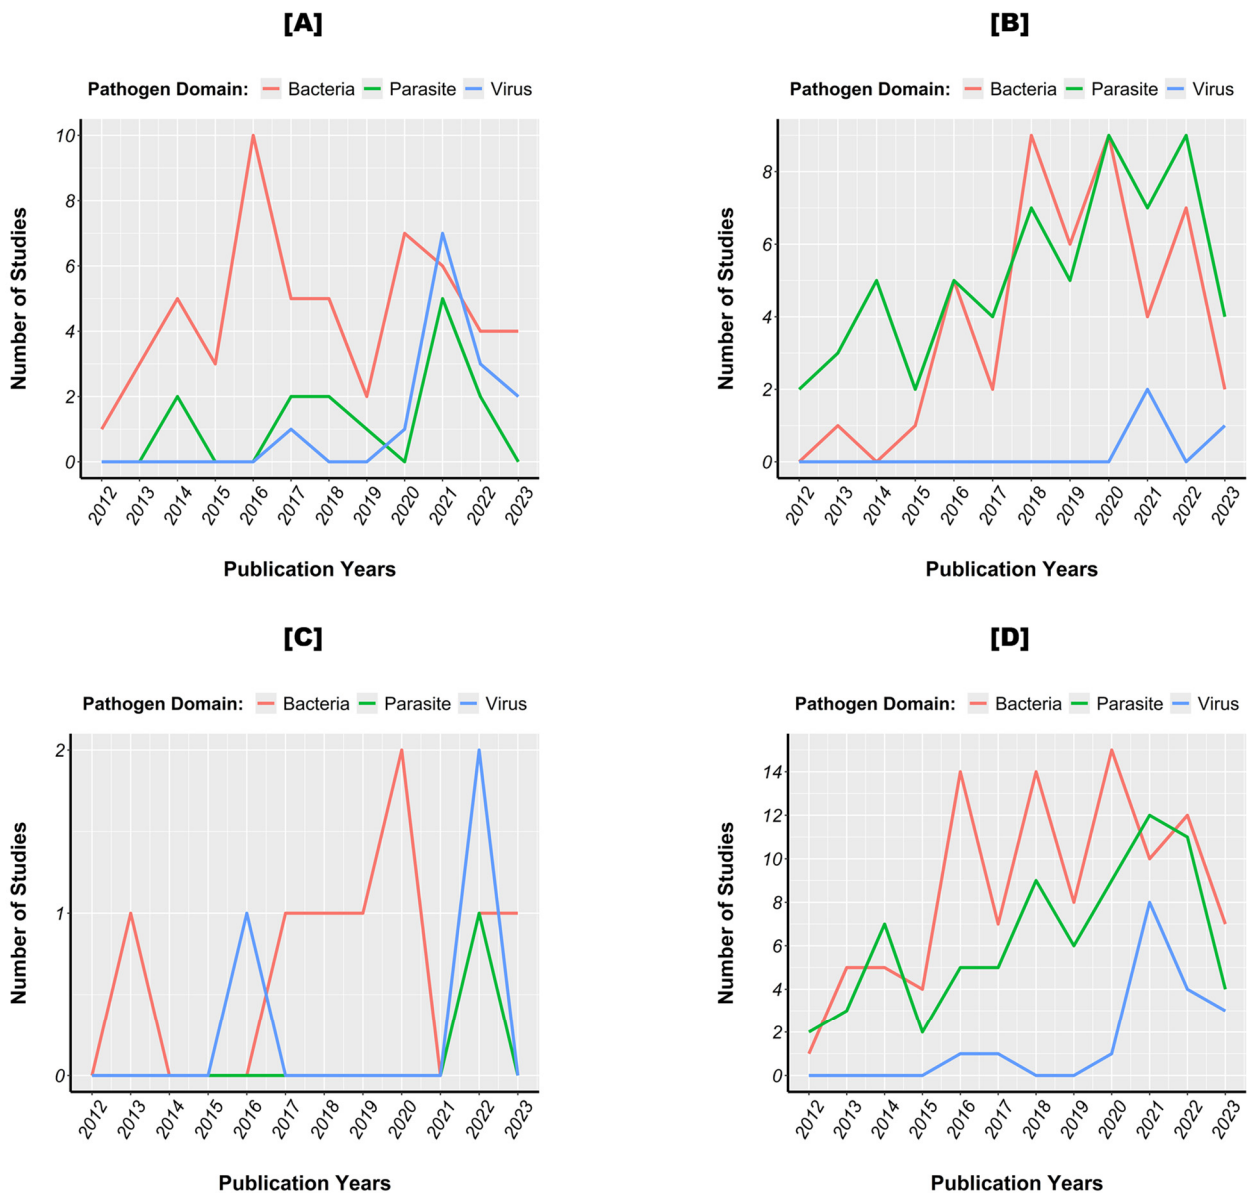 [A]
Pathogen Domain: Bacteria Parasite Virus
Number of Studies
10
8
6
4
2
0
2012 2013 2014 2015 2016 2017 2018 2019 2020 2021 2022 2023
Publication Years
[B]
Pathogen Domain: Bacteria Parasite Virus
Number of Studies
8
6
4
2
0
2012 2013 2014 2015 2016 2017 2018 2019 2020 2021 2022 2023
Publication Years
[C]
Pathogen Domain: Bacteria Parasite Virus
Number of Studies
2
1
0
2012 2013 2014 2015 2016 2017 2018 2019 2020 2021 2022 2023
Publication Years
[D]
Pathogen Domain: Bacteria Parasite Virus
Number of Studies
14
12
10
8
6
4
2
0
2012 2013 2014 2015 2016 2017 2018 2019 2020 2021 2022 2023
Publication Years